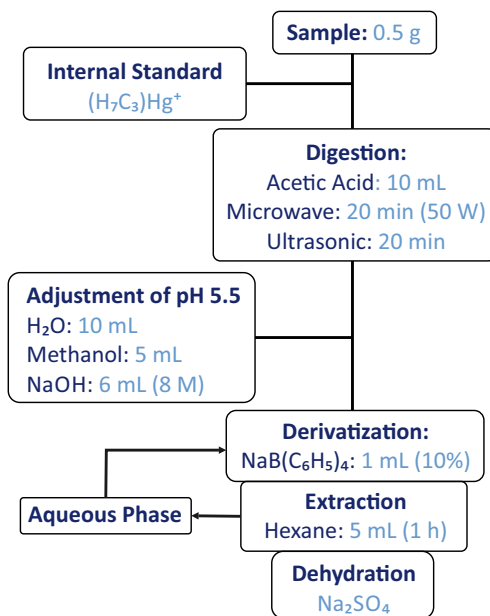 Sample: 0.5 g
Internal Standard
(H₇C₃)Hg⁺
Digestion:
Acetic Acid: 10 mL
Microwave: 20 min (50 W)
Ultrasonic: 20 min
Adjustment of pH 5.5
H₂O: 10 mL
Methanol: 5 mL
NaOH: 6 mL (8 M)
Derivatization:
NaB(C₆H₅)₄: 1 mL (10%)
Aqueous Phase
Extraction
Hexane: 5 mL (1 h)
Dehydration
Na₂SO₄